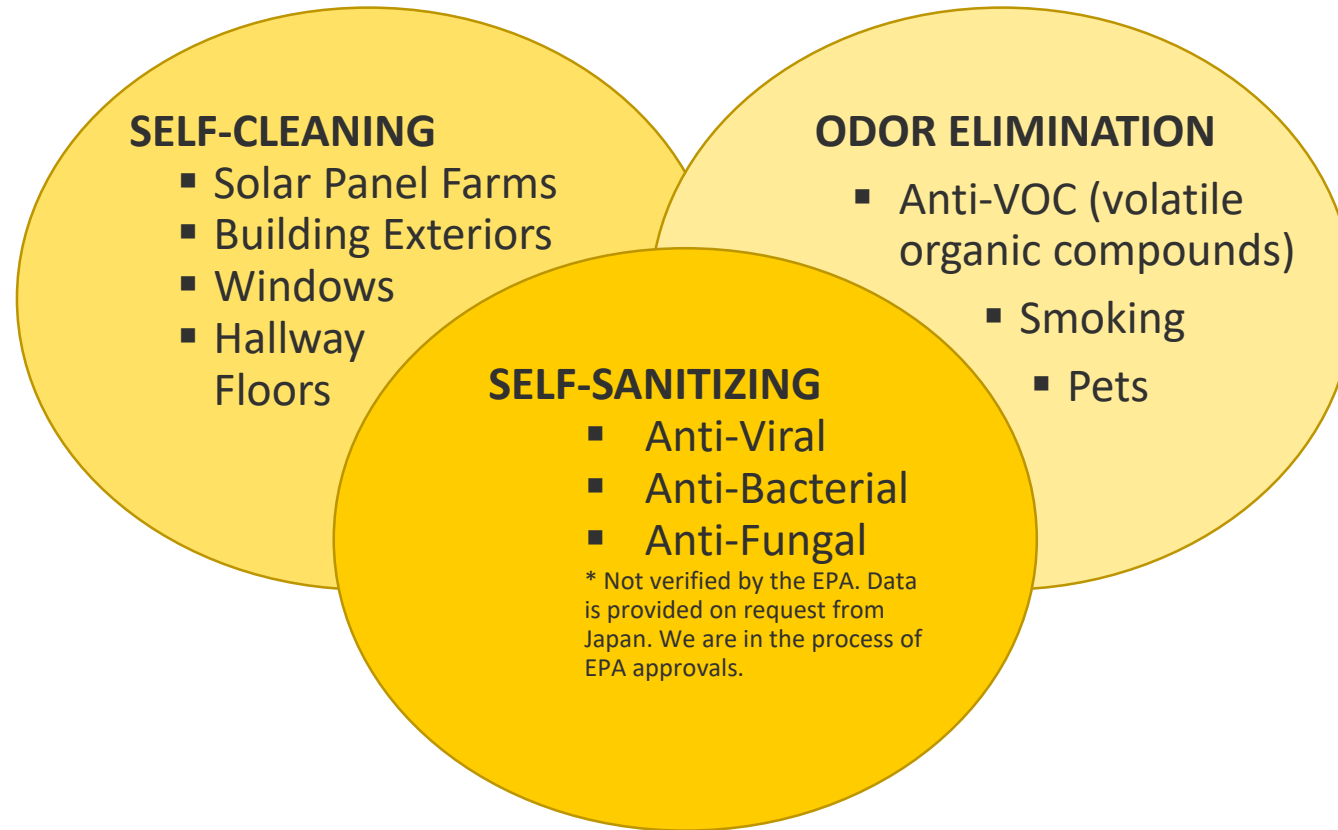 SELF-CLEANING
▪ Solar Panel Farms
▪ Building Exteriors
▪ Windows
▪ Hallway
Floors
ODOR ELIMINATION
▪ Anti-VOC (volatile
organic compounds)
▪ Smoking
▪ Pets
SELF-SANITIZING
▪ Anti-Viral
▪ Anti-Bacterial
▪ Anti-Fungal
* Not verified by the EPA. Data
is provided on request from
Japan. We are in the process of
EPA approvals.